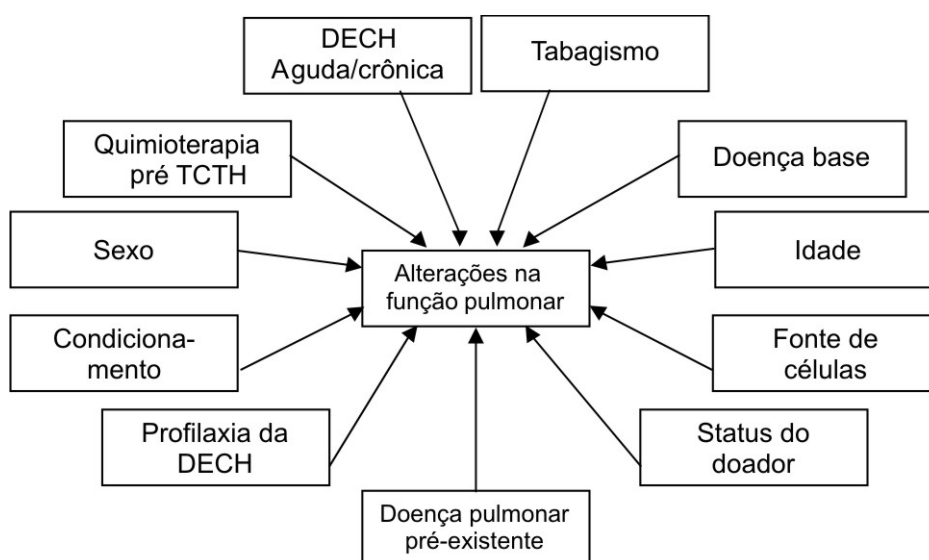 DECH
Aguda/crônica
Tabagismo
Quimioterapia
pré TCTH
Doença base
Sexo
Alterações na
função pulmonar
Idade
Condiciona-
mento
Fonte de
células
Profilaxia da
DECH
Status do
doador
Doença pulmonar
pré-existente